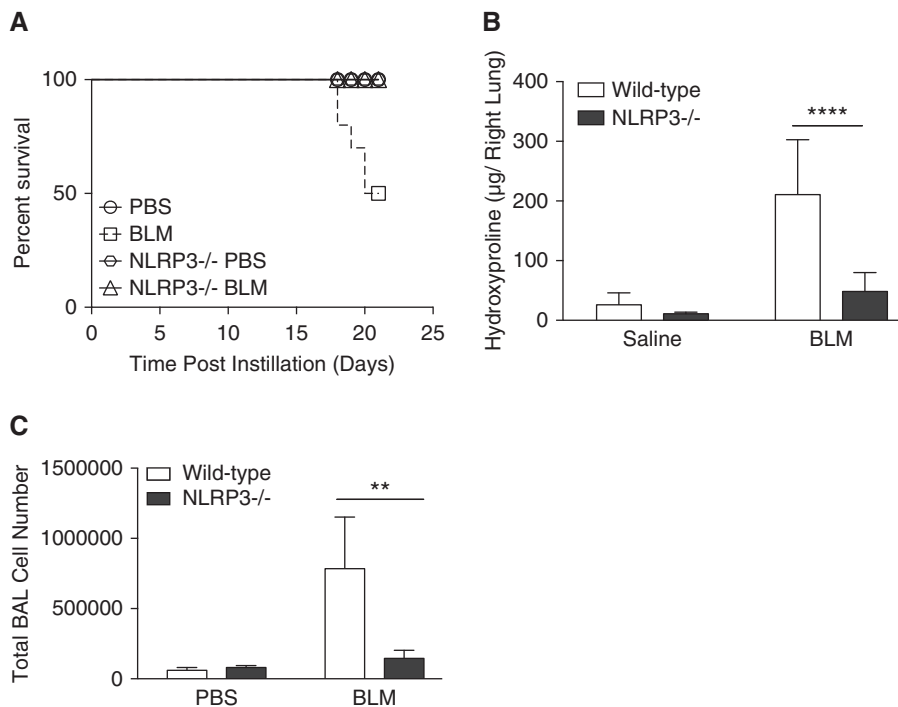 A
Percent survival
100
50
0
PBS
BLM
NLRP3-/- PBS
NLRP3-/- BLM
0 5 10 15 20 25
Time Post Instillation (Days)
B
Hydroxyproline (µg/ Right Lung)
400
300
200
100
0
Wild-type
NLRP3-/-
****
Saline BLM
C
Total BAL Cell Number
1500000
1000000
500000
0
Wild-type
NLRP3-/-
**
PBS BLM